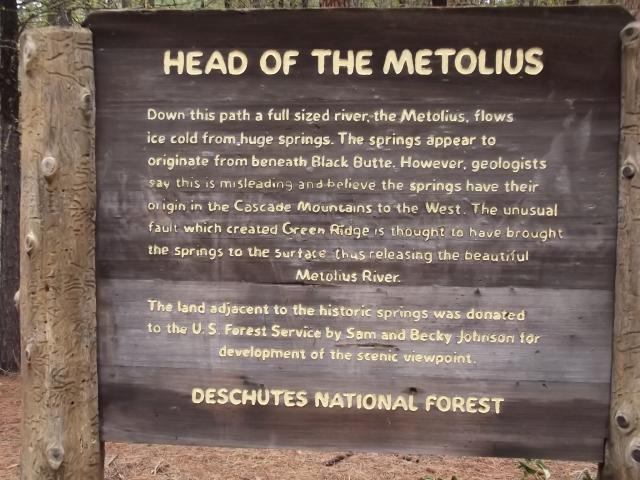 HEAD OF THE METOLIUS
Down this path a full sized river, the Metolius, flows
ice cold from huge springs. The springs appear to
originate from beneath Black Butte. However, geologists
say this is misleading and believe the springs have their
origin in the Cascade Mountains to the West. The unusual
fault which created Green Ridge is thought to have brought
the springs to the surface thus releasing the beautiful
Metolius River.
The land adjacent to the historic springs was donated
to the U.S. Forest Service by Sam and Becky Johnson for
development of the scenic viewpoint.
DESCHUTES NATIONAL FOREST